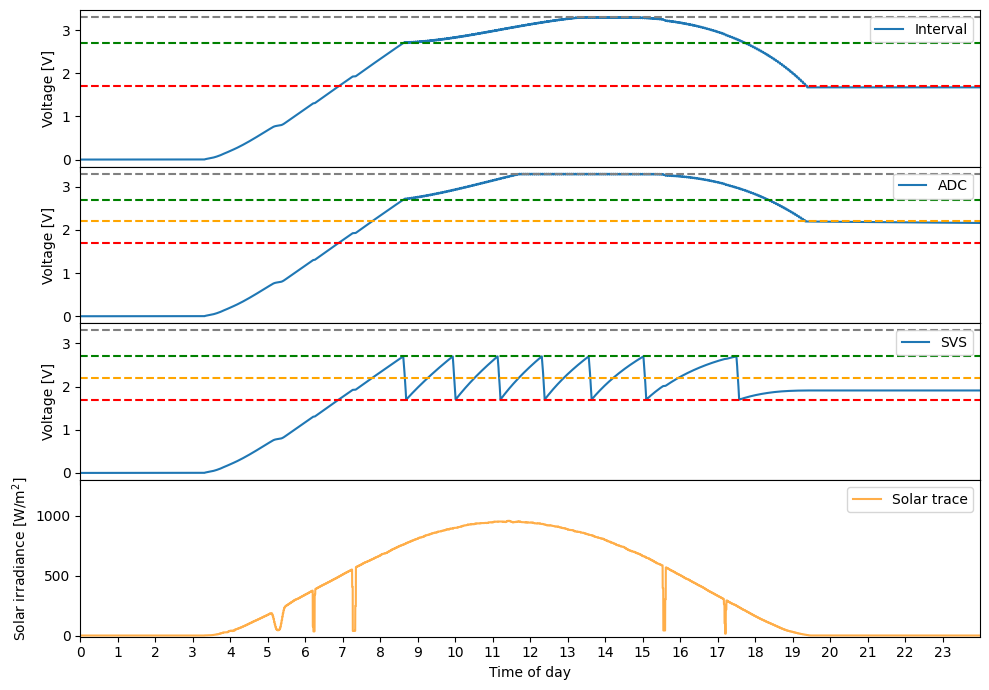 3
2
1
0
Voltage [V]
Interval
3
2
1
0
Voltage [V]
ADC
3
2
1
0
Voltage [V]
SVS
1000
500
0
Solar irradiance [W/m²]
Solar trace
0 1 2 3 4 5 6 7 8 9 10 11 12 13 14 15 16 17 18 19 20 21 22 23
Time of day